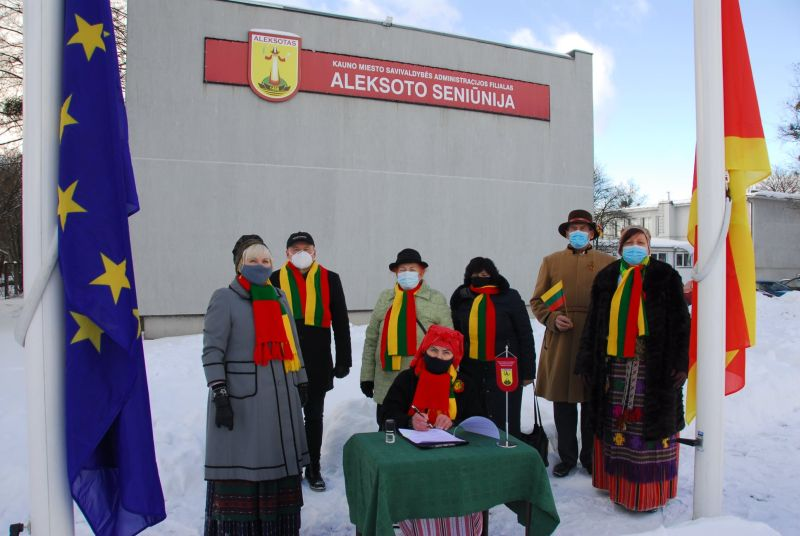 ALEKSOTAS
KAUNO MIESTO SAVIVALDYBĖS ADMINISTRACIJOS FILIALAS
ALEKSOTO SENIŪNIJA